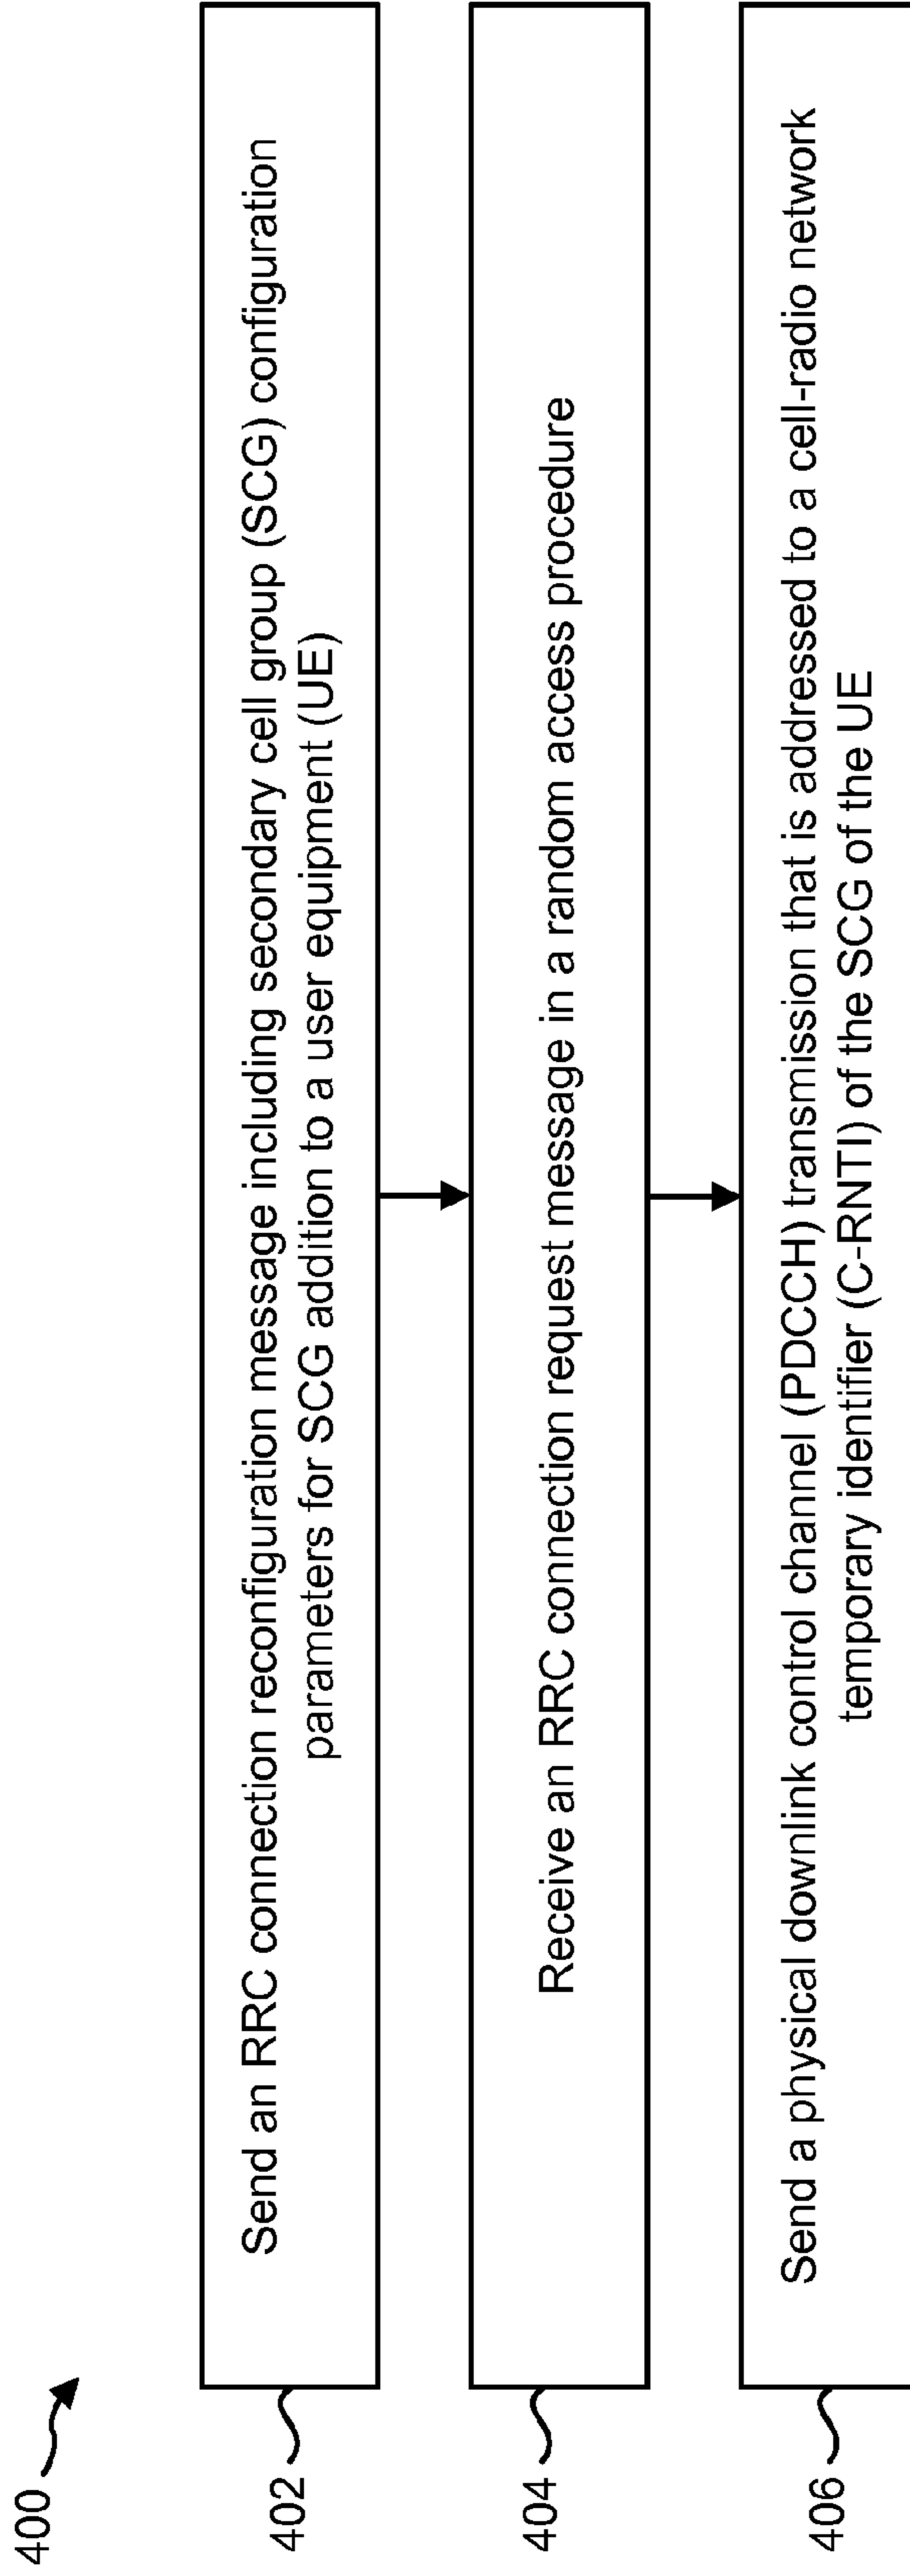 400
402
Send an RRC connection reconfiguration message including secondary cell group (SCG) configuration
parameters for SCG addition to a user equipment (UE)
404
Receive an RRC connection request message in a random access procedure
406
Send a physical downlink control channel (PDCCH) transmission that is addressed to a cell-radio network
temporary identifier (C-RNTI) of the SCG of the UE